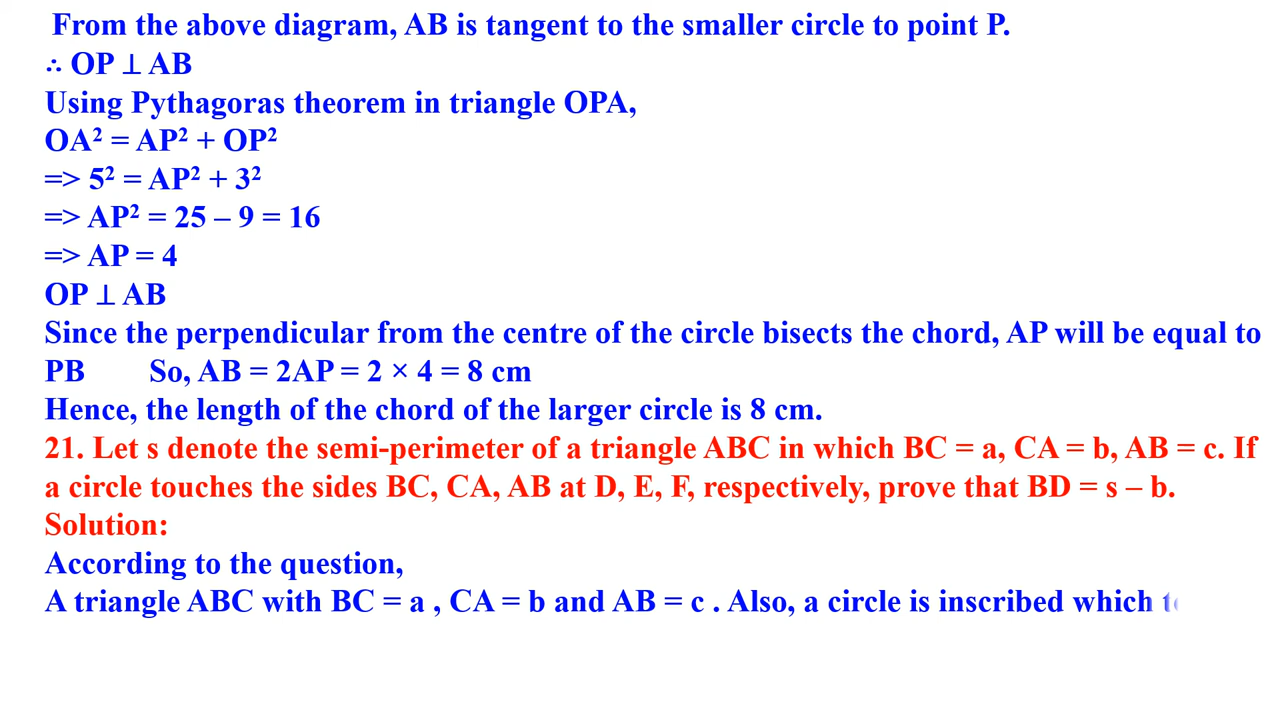 From the above diagram, AB is tangent to the smaller circle to point P.
∴ OP ⊥ AB
Using Pythagoras theorem in triangle OPA,
OA² = AP² + OP²
=> 5² = AP² + 3²
=> AP² = 25 – 9 = 16
=> AP = 4
OP ⊥ AB
Since the perpendicular from the centre of the circle bisects the chord, AP will be equal to
PB So, AB = 2AP = 2 × 4 = 8 cm
Hence, the length of the chord of the larger circle is 8 cm.
21. Let s denote the semi-perimeter of a triangle ABC in which BC = a, CA = b, AB = c. If
a circle touches the sides BC, CA, AB at D, E, F, respectively, prove that BD = s – b.
Solution:
According to the question,
A triangle ABC with BC = a , CA = b and AB = c . Also, a circle is inscribed which